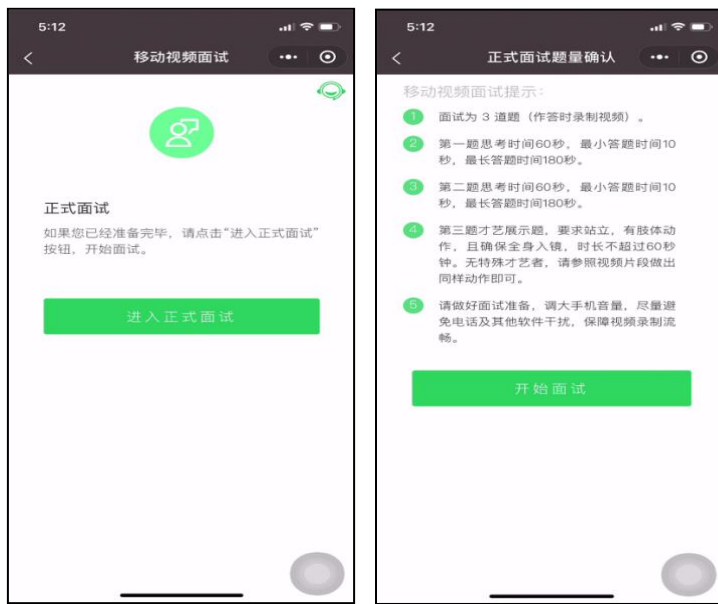 5:12
移动视频面试
正式面试
如果您已经准备完毕，请点击“进入正式面试”
按钮，开始面试。
进入正式面试
5:12
正式面试题量确认
移动视频面试提示：
1 面试为 3 道题（作答时录制视频）。
2 第一题思考时间60秒，最小答题时间10
秒，最长答题时间180秒。
3 第二题思考时间60秒，最小答题时间10
秒，最长答题时间180秒。
4 第三题才艺展示题，要求站立，有肢体动
作，且确保全身入镜，时长不超过60秒
钟。无特殊才艺者，请参照视频片段做出
同样动作即可。
5 请做好面试准备，调大手机音量，尽量避
免电话及其他软件干扰，保障视频录制流
畅。
开始面试